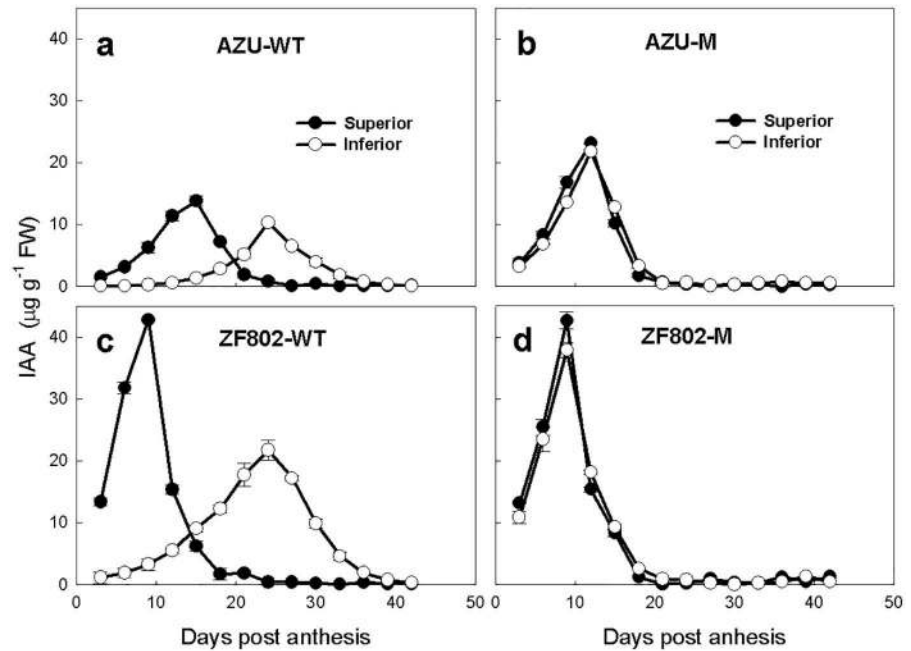 a
AZU-WT
Superior
Inferior
b
AZU-M
Superior
Inferior
40
30
20
10
0
IAA (µg g⁻¹ FW)
c
ZF802-WT
d
ZF802-M
40
30
20
10
0
0 10 20 30 40 50
0 10 20 30 40 50
Days post anthesis
Days post anhesis